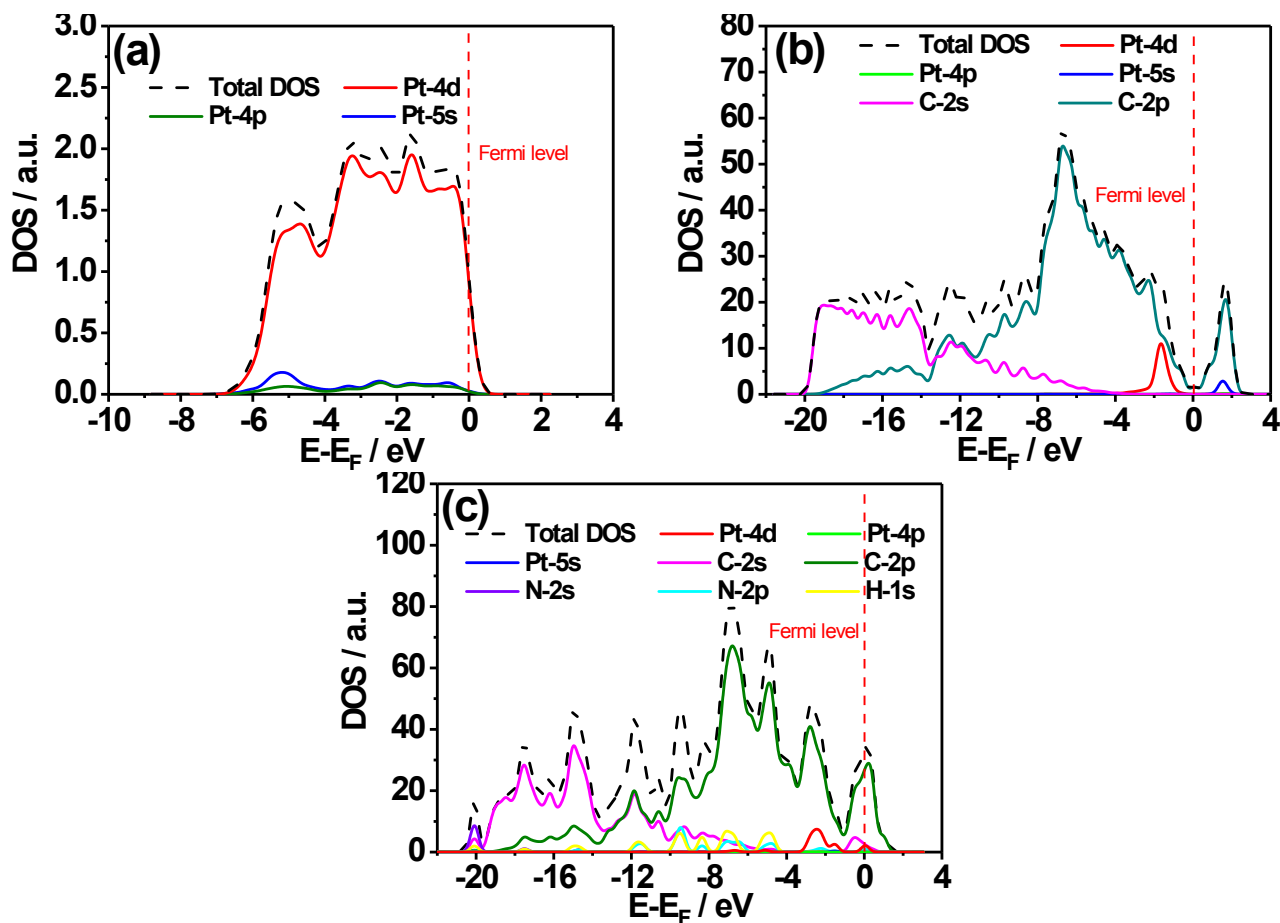 (a)
Total DOS Pt-4d
Pt-4p Pt-5s
Fermi level
3.0
2.5
2.0
1.5
1.0
0.5
0.0
DOS / a.u.
-10 -8 -6 -4 -2 0 2 4
E-EF / eV
(b)
Total DOS Pt-4d
Pt-4p Pt-5s
C-2s C-2p
Fermi level
80
70
60
50
40
30
20
10
0
DOS / a.u.
-20 -16 -12 -8 -4 0 4
E-EF / eV
(c)
Total DOS Pt-4d Pt-4p
Pt-5s C-2s C-2p
N-2s N-2p H-1s
Fermi level
120
100
80
60
40
20
0
DOS / a.u.
-20 -16 -12 -8 -4 0 4
E-EF / eV